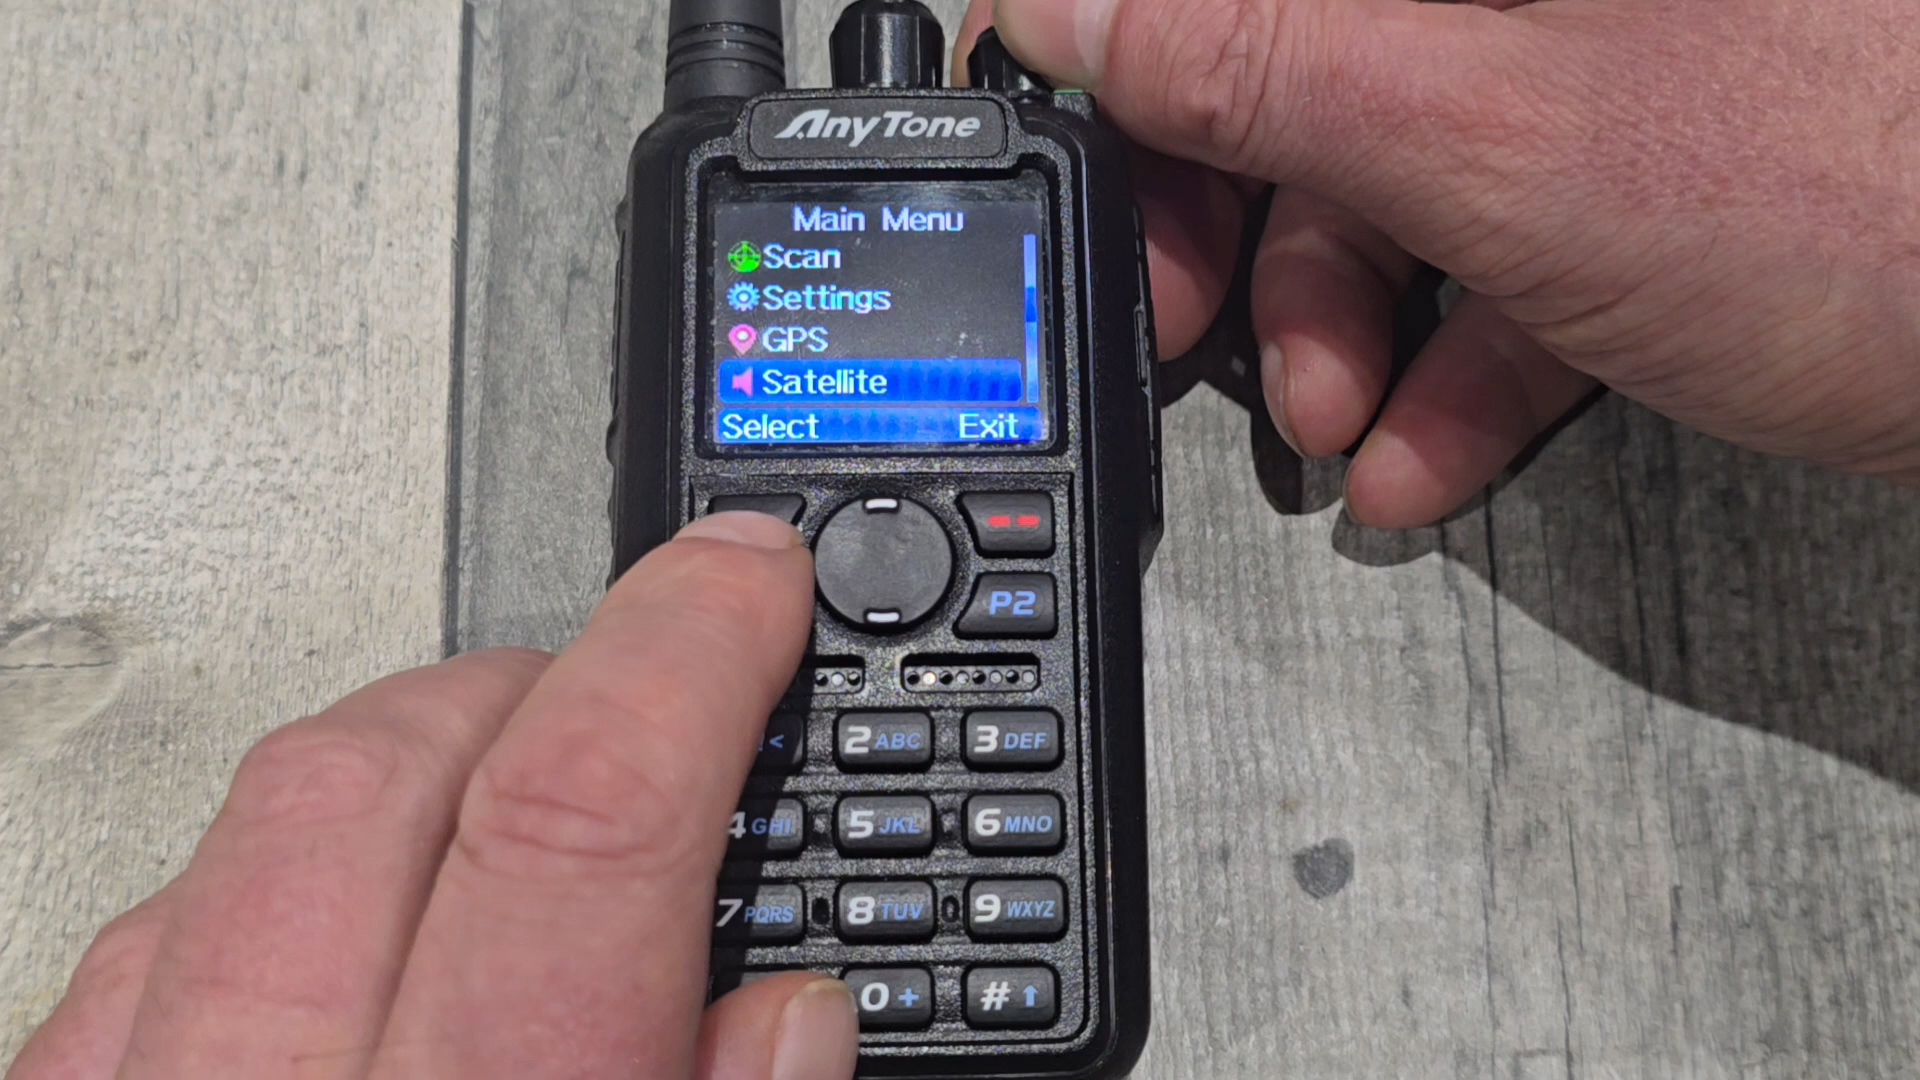 AnyTone
Main Menu
Scan
Settings
GPS
Satellite
Select Exit
P2
< 2 ABC 3 DEF
4 GHI 5 JKL 6 MNO
7 PQRS 8 TUV 9 WXYZ
0 + # ↑